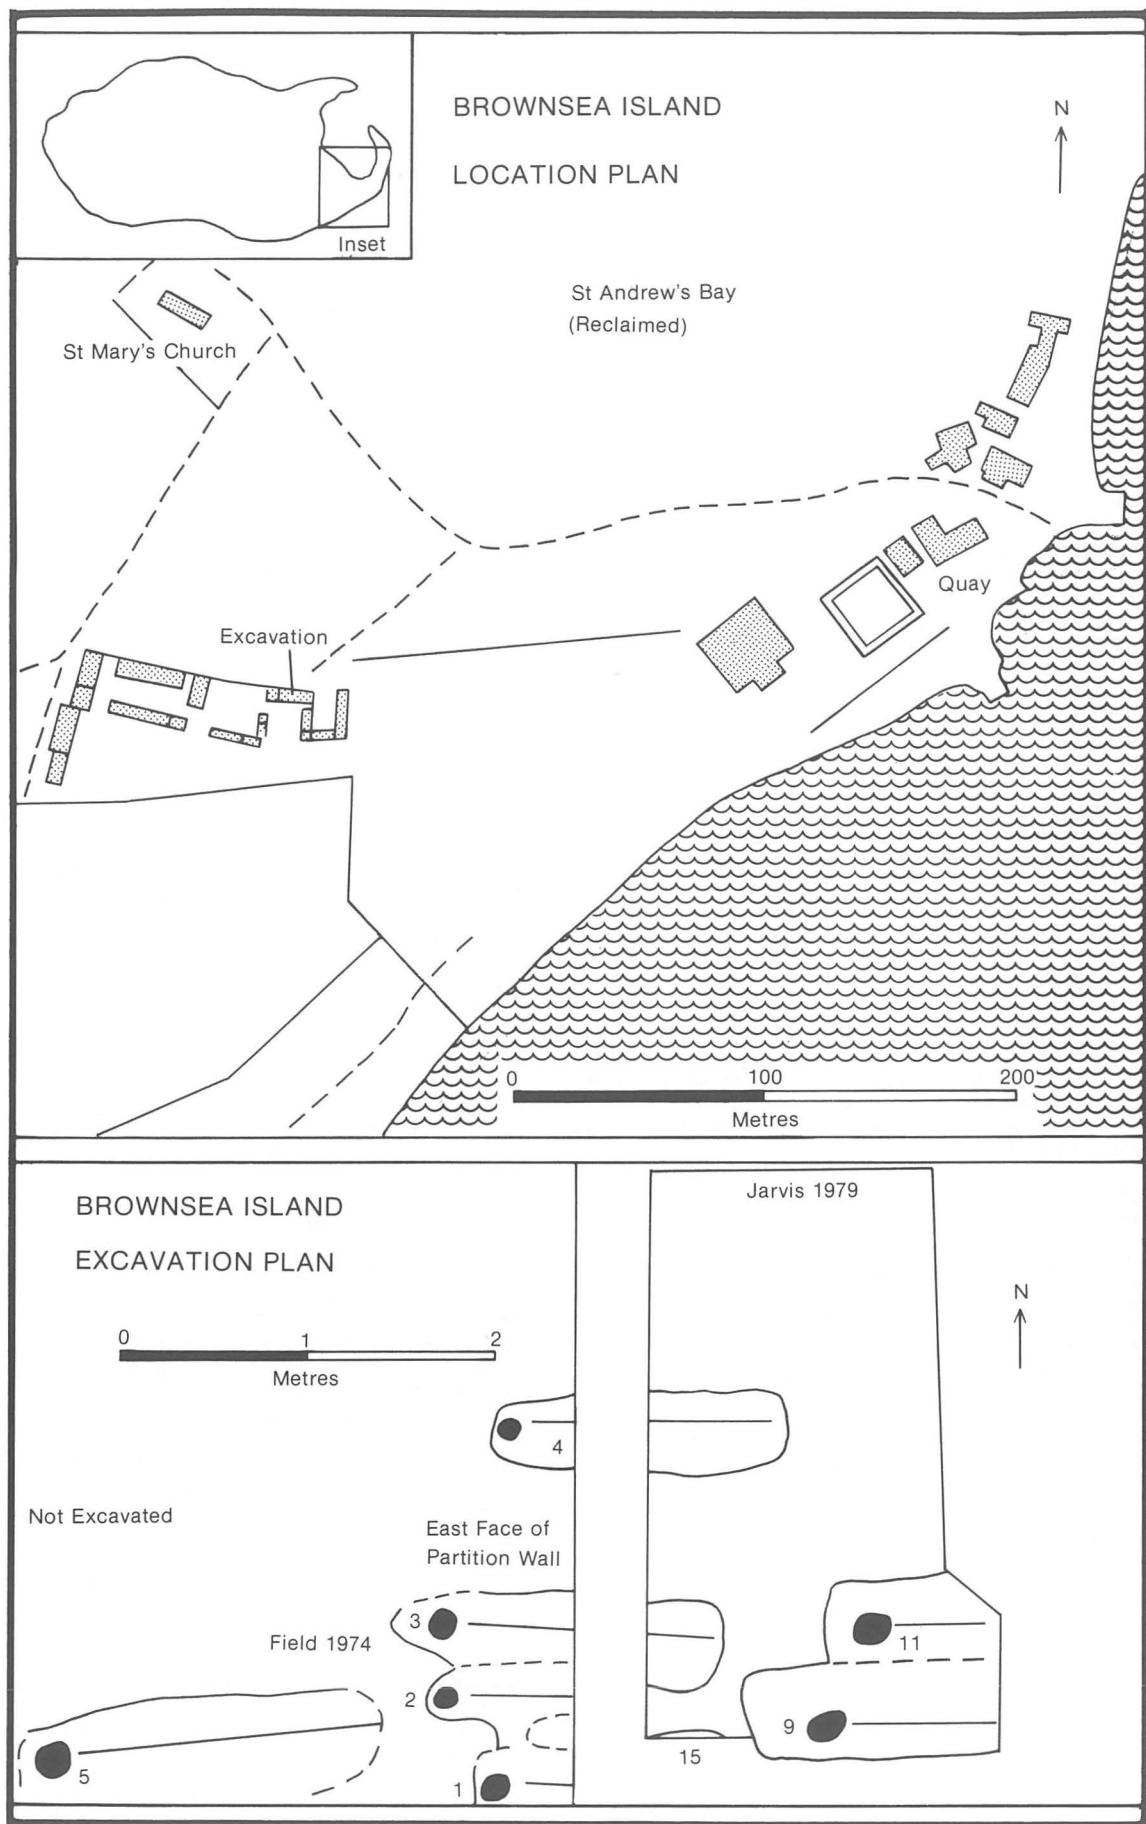 BROWNSEA ISLAND
LOCATION PLAN
N
Inset
St Andrew's Bay
(Reclaimed)
St Mary's Church
Quay
Excavation
0 100 200
Metres
BROWNSEA ISLAND
EXCAVATION PLAN
Jarvis 1979
N
0 1 2
Metres
4
Not Excavated
East Face of
Partition Wall
3
11
Field 1974
2
9
15
5
1